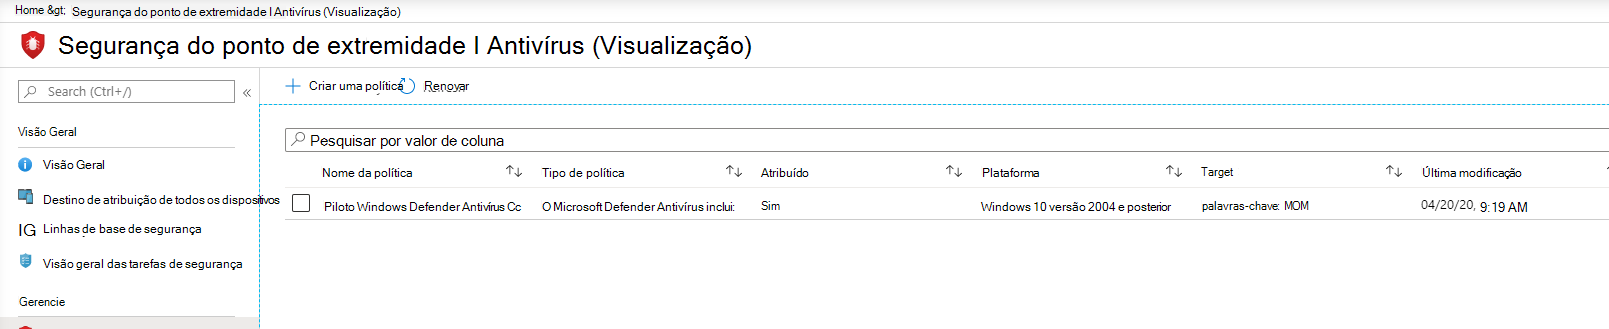 Home &gt; Segurança do ponto de extremidade | Antivírus (Visualização)
Segurança do ponto de extremidade | Antivírus (Visualização)
Search (Ctrl+/)
«
Criar uma política
Renovar
Visão Geral
Visão Geral
Destino de atribuição de todos os dispositivos
IG Linhas de base de segurança
Visão geral das tarefas de segurança
Gerencie
Pesquisar por valor de coluna
Nome da política Tipo de política Atribuído Plataforma Target Última modificação
Piloto Windows Defender Antivírus Cc O Microsoft Defender Antivírus inclui: Sim Windows 10 versão 2004 e posterior palavras-chave: MOM 04/20/20, 9:19 AM